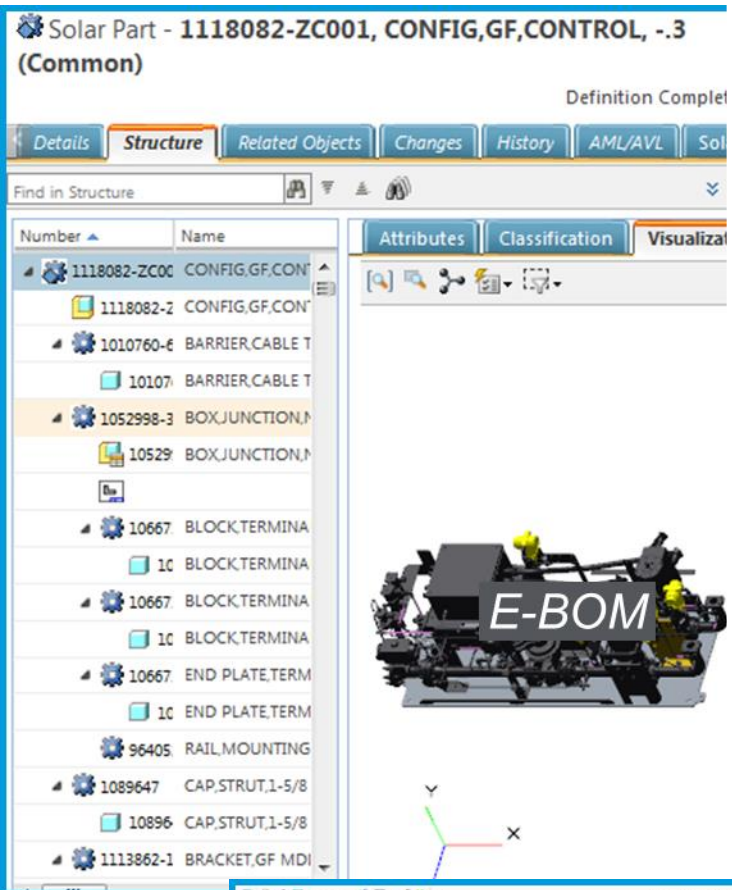 Solar Part - 1118082-ZC001, CONFIG,GF,CONTROL, -.3
(Common)
Definition Complet
Details Structure Related Objects Changes History AML/AVL Sol
Find in Structure
Number Name
Attributes Classification Visualizat
1118082-ZC00 CONFIG,GF,CON
1118082-Z CONFIG,GF,CON
1010760-6 BARRIER,CABLE T
10107 BARRIER,CABLE T
1052998-3 BOX,JUNCTION,N
10529 BOX,JUNCTION,N
10667 BLOCK,TERMINA
10 BLOCK,TERMINA
10667 BLOCK,TERMINA
10 BLOCK,TERMINA
10667 END PLATE,TERM
10 END PLATE,TERM
96405 RAIL,MOUNTING
1089647 CAP,STRUT,1-5/8
10896 CAP,STRUT,1-5/8
1113862-1 BRACKET,GF MDI
E-BOM
Y
X